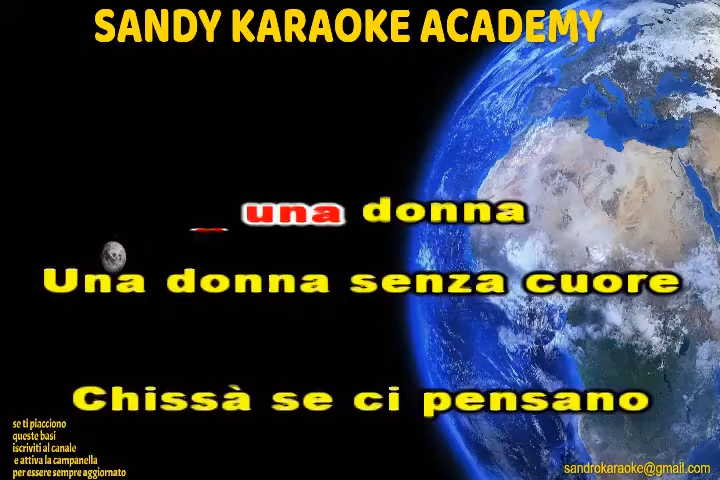 SANDY KARAOKE ACADEMY
_ una donna
Una donna senza cuore
Chissà se ci pensano
se ti piacciono
queste basi
iscriviti al canale
e attiva la campanella
per essere sempre aggiornato
sandrokaraoke@gmail.com